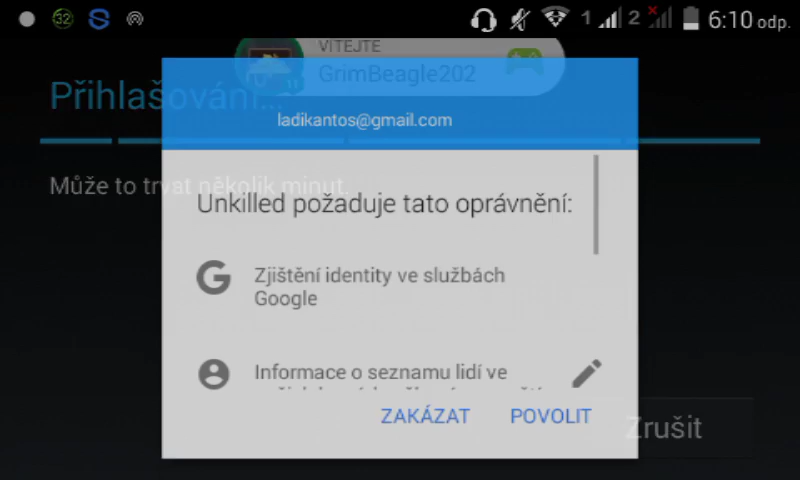 32 S 1 2 6:10 odp.
VÍTEJTE
GrimBeagle202
Přihlašování…
ladikantos@gmail.com
Může to trvat několik minut.
Unkilled požaduje tato oprávnění:
G Zjištění identity ve službách
Google
Informace o seznamu lidí ve
ZAKÁZAT POVOLIT
Zrušit